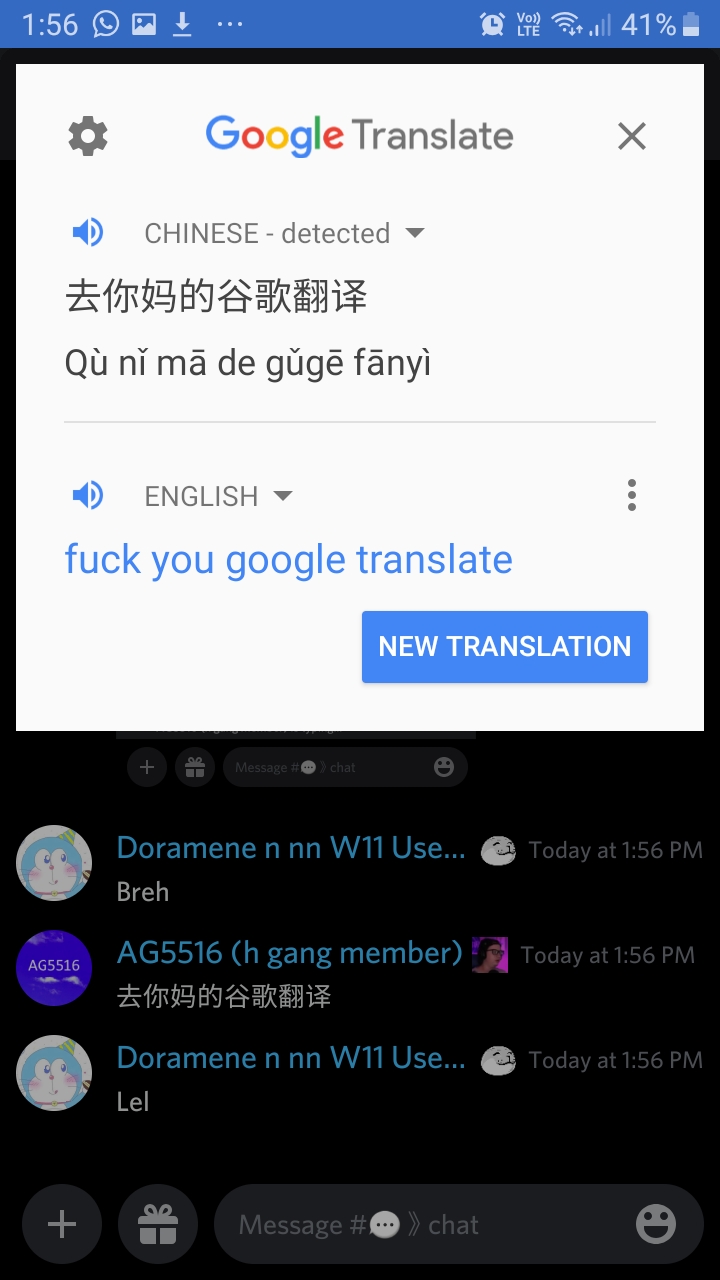 1:56
Vo)) LTE
41%
Google Translate
CHINESE - detected
去你妈的谷歌翻译
Qù nǐ mā de gǔgē fānyì
ENGLISH
fuck you google translate
NEW TRANSLATION
Message # 》chat
Doramene n nn W11 Use... Today at 1:56 PM
Breh
AG5516
AG5516 (h gang member) Today at 1:56 PM
去你妈的谷歌翻译
Doramene n nn W11 Use... Today at 1:56 PM
Lel
Message # 》chat